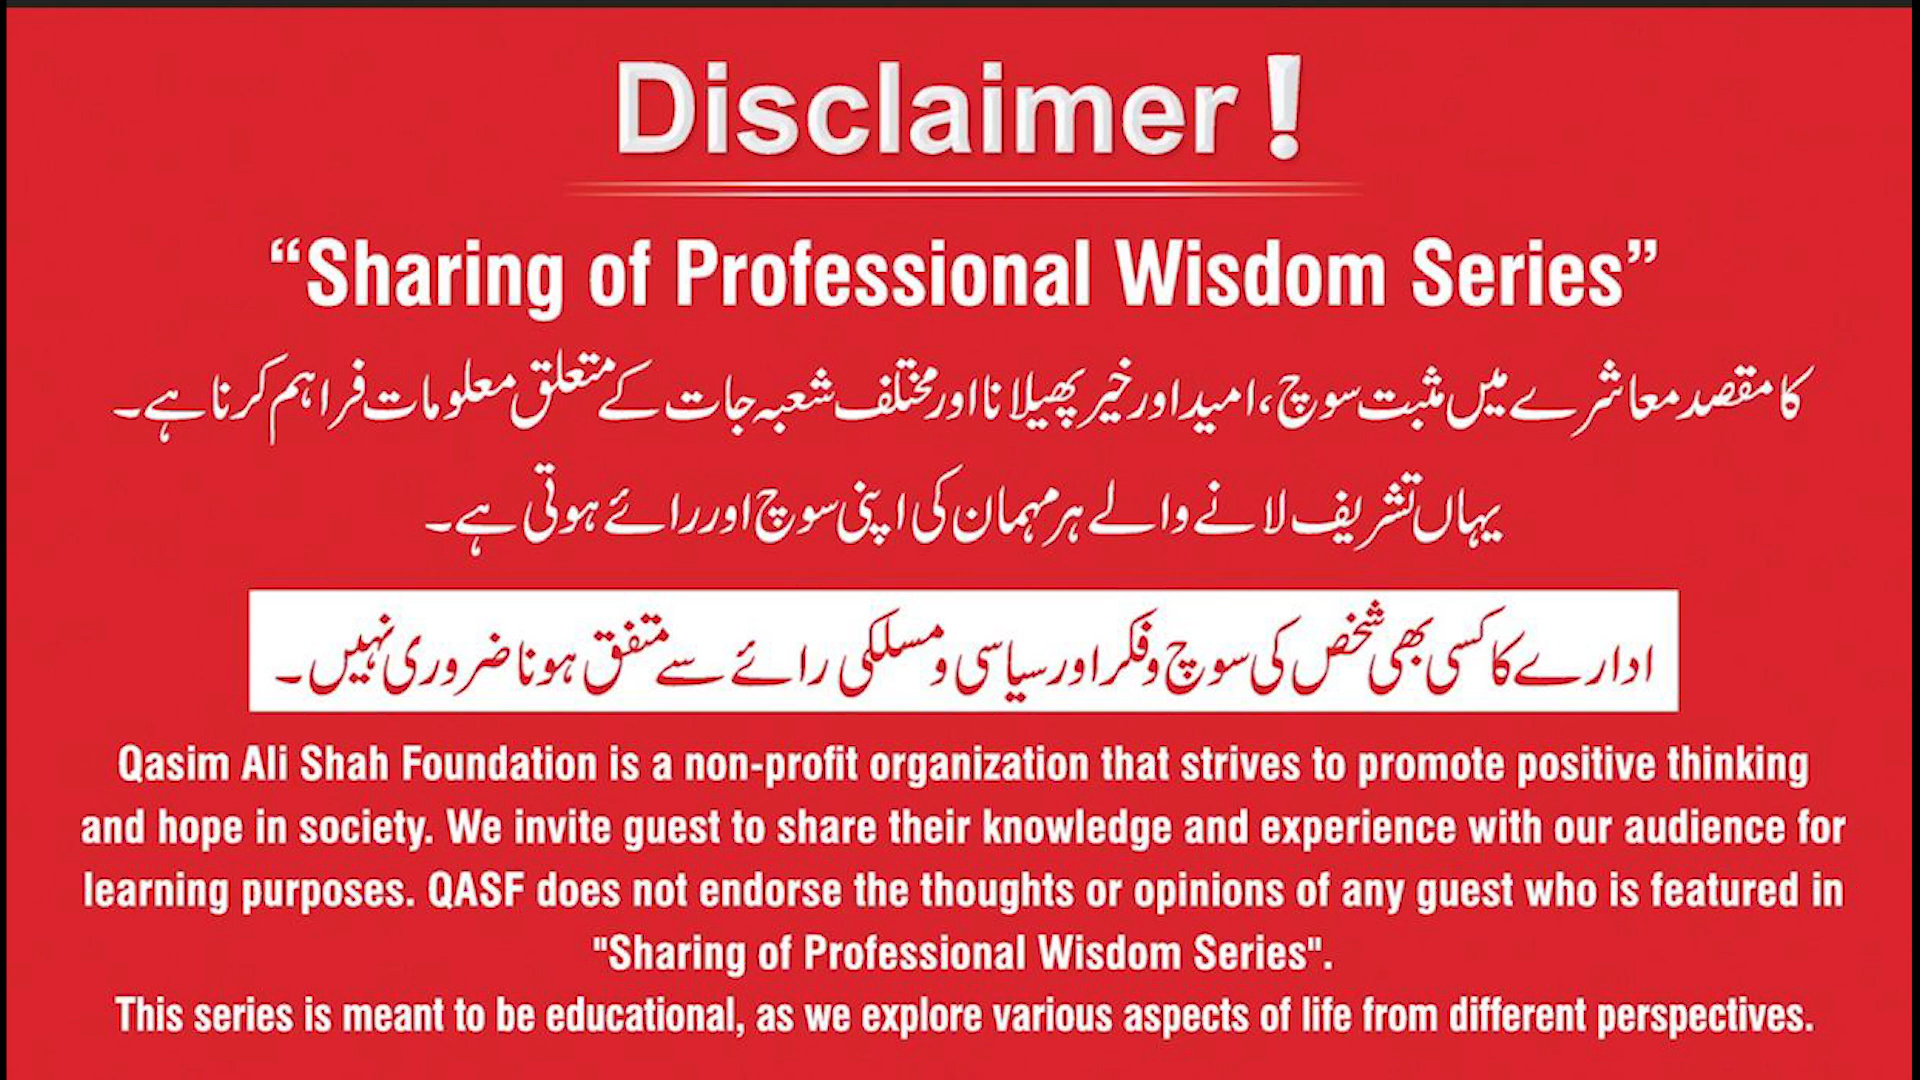 Disclaimer!
“Sharing of Professional Wisdom Series”
کا مقصد معاشرے میں مثبت سوچ، امید اور خیر پھیلانا اور مختلف شعبہ جات کے متعلق معلومات فراہم کرنا ہے۔
یہاں تشریف لانے والے ہر مہمان کی اپنی سوچ اور رائے ہوتی ہے۔
ادارے کا کسی بھی شخص کی سوچ و فکر اور سیاسی و مسلکی رائے سے متفق ہونا ضروری نہیں۔
Qasim Ali Shah Foundation is a non-profit organization that strives to promote positive thinking
and hope in society. We invite guest to share their knowledge and experience with our audience for
learning purposes. QASF does not endorse the thoughts or opinions of any guest who is featured in
"Sharing of Professional Wisdom Series".
This series is meant to be educational, as we explore various aspects of life from different perspectives.